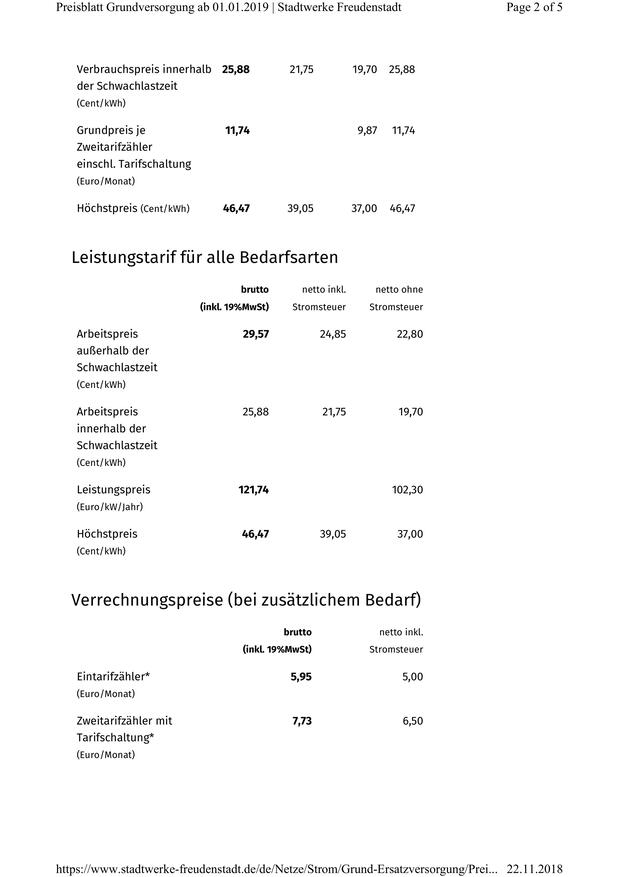 Preisblatt Grundversorgung ab 01.01.2019 | Stadtwerke Freudenstadt Page 2 of 5
Verbrauchspreis innerhalb 25,88 21,75 19,70 25,88
der Schwachlastzeit
(Cent/kWh)
Grundpreis je 11,74 9,87 11,74
Zweitarifzähler
einschl. Tarifschaltung
(Euro/Monat)
Höchstpreis (Cent/kWh) 46,47 39,05 37,00 46,47
Leistungstarif für alle Bedarfsarten
brutto netto inkl. netto ohne
(inkl. 19%MwSt) Stromsteuer Stromsteuer
Arbeitspreis 29,57 24,85 22,80
außerhalb der
Schwachlastzeit
(Cent/kWh)
Arbeitspreis 25,88 21,75 19,70
innerhalb der
Schwachlastzeit
(Cent/kWh)
Leistungspreis 121,74 102,30
(Euro/kW/Jahr)
Höchstpreis 46,47 39,05 37,00
(Cent/kWh)
Verrechnungspreise (bei zusätzlichem Bedarf)
brutto netto inkl.
(inkl. 19%MwSt) Stromsteuer
Eintarifzähler* 5,95 5,00
(Euro/Monat)
Zweitarifzähler mit 7,73 6,50
Tarifschaltung*
(Euro/Monat)
https://www.stadtwerke-freudenstadt.de/de/Netze/Strom/Grund-Ersatzversorgung/Prei... 22.11.2018